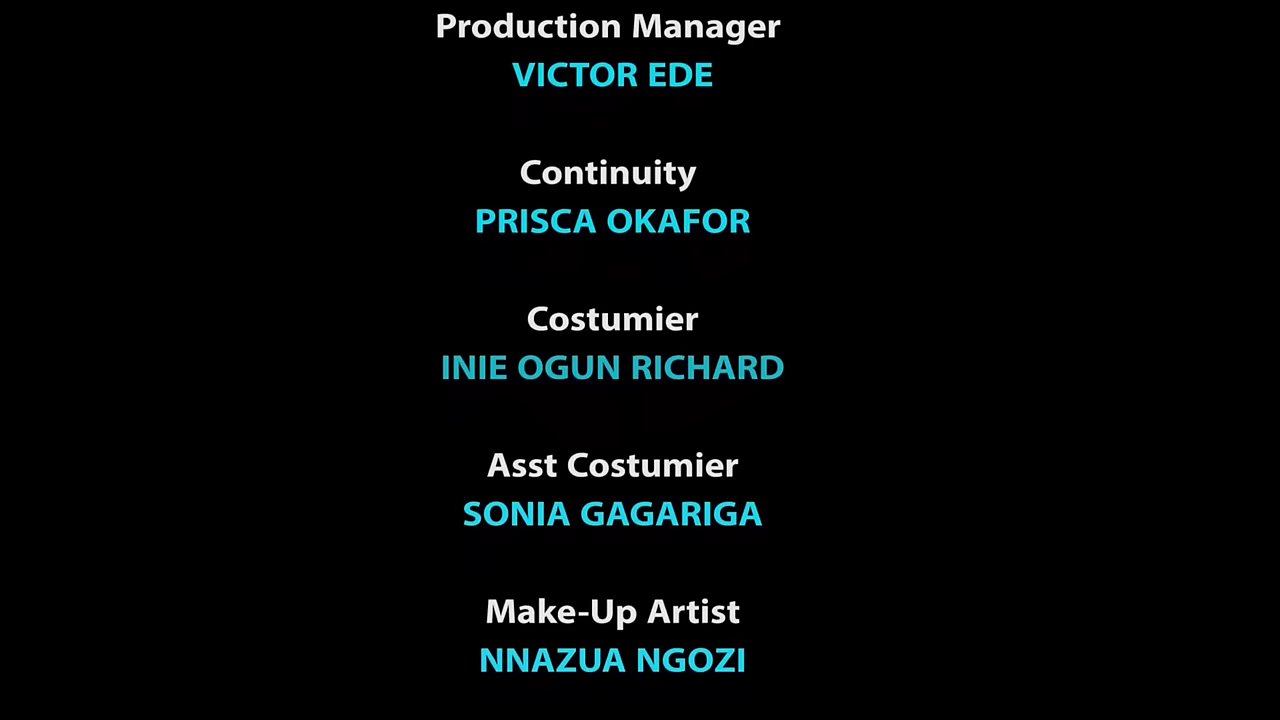 Production Manager
VICTOR EDE
Continuity
PRISCA OKAFOR
Costumier
INIE OGUN RICHARD
Asst Costumier
SONIA GAGARIGA
Make-Up Artist
NNAZUA NGOZI